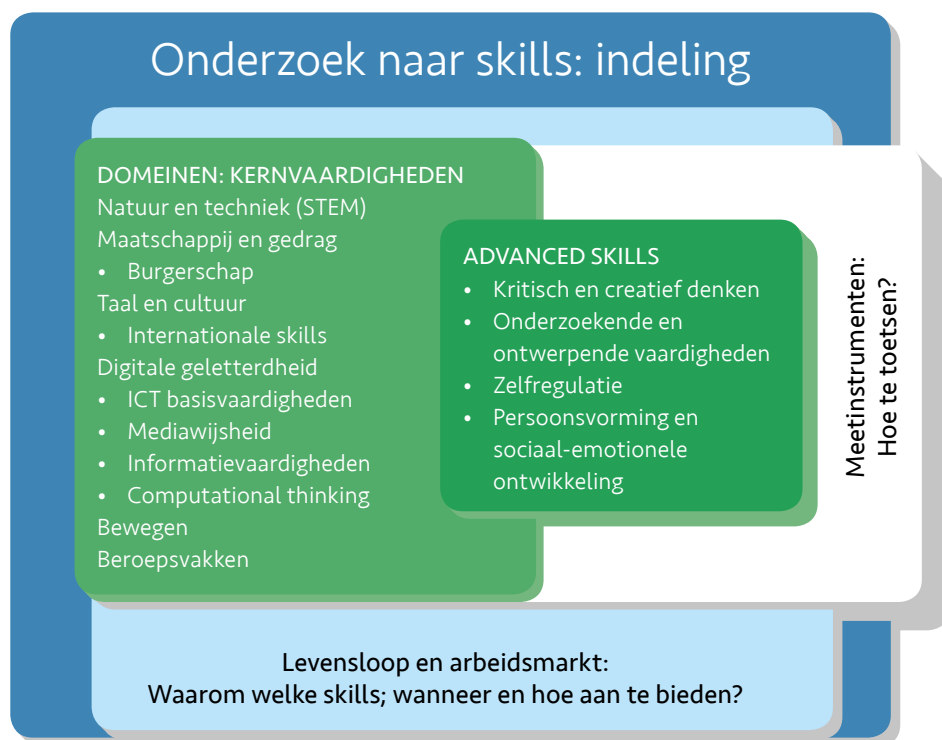 Onderzoek naar skills: indeling
DOMEINEN: KERNVAARDIGHEDEN
Natuur en techniek (STEM)
Maatschappij en gedrag
• Burgerschap
Taal en cultuur
• Internationale skills
Digitale geletterdheid
• ICT basisvaardigheden
• Mediawijsheid
• Informatievaardigheden
• Computational thinking
Bewegen
Beroepsvakken
ADVANCED SKILLS
• Kritisch en creatief denken
• Onderzoekende en
ontwerpende vaardigheden
• Zelfregulatie
• Persoonsvorming en
sociaal-emotionele
ontwikkeling
Meetinstrumenten:
Hoe te toetsen?
Levensloop en arbeidsmarkt:
Waarom welke skills; wanneer en hoe aan te bieden?